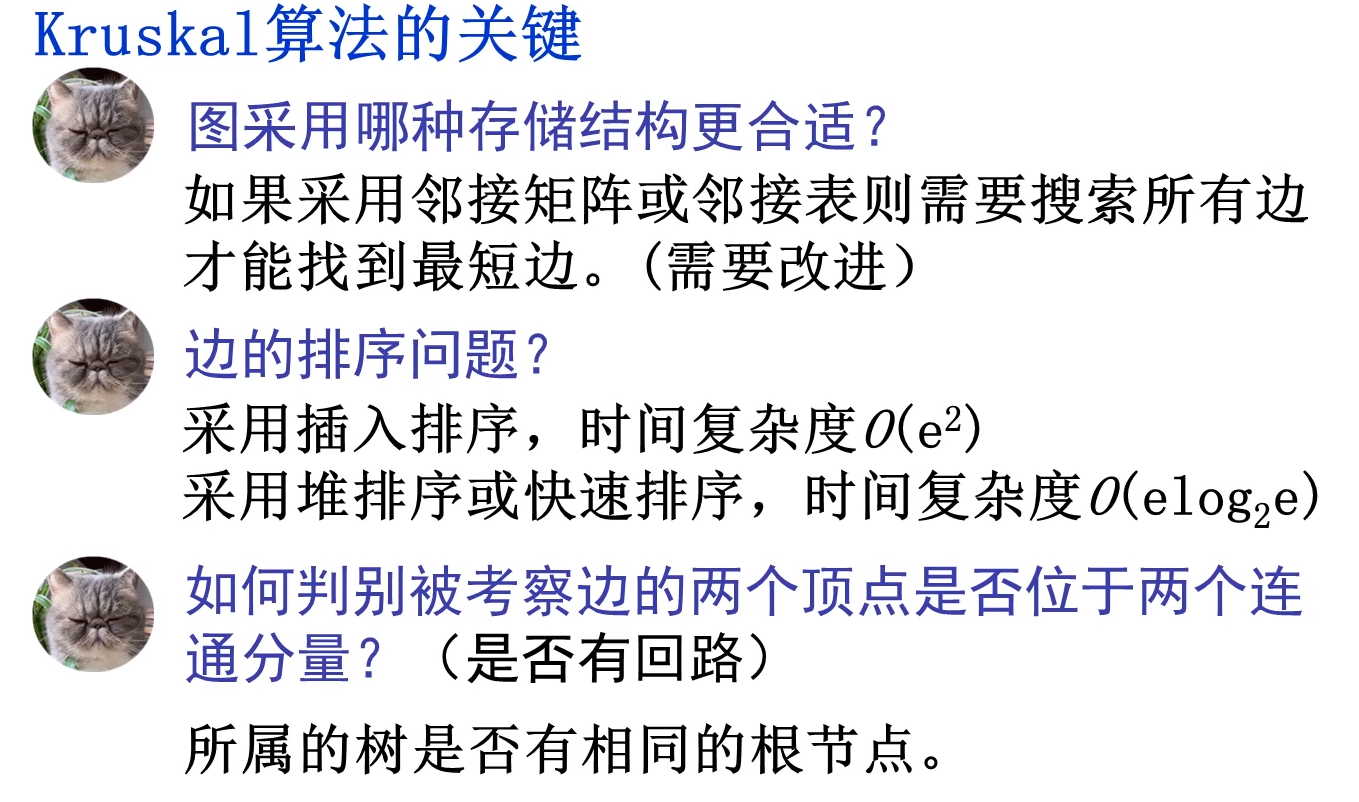 Kruskal算法的关键
图采用哪种存储结构更合适？
如果采用邻接矩阵或邻接表则需要搜索所有边
才能找到最短边。(需要改进）
边的排序问题？
采用插入排序，时间复杂度O(e²)
采用堆排序或快速排序，时间复杂度O(elog₂e)
如何判别被考察边的两个顶点是否位于两个连
通分量？（是否有回路）
所属的树是否有相同的根节点。